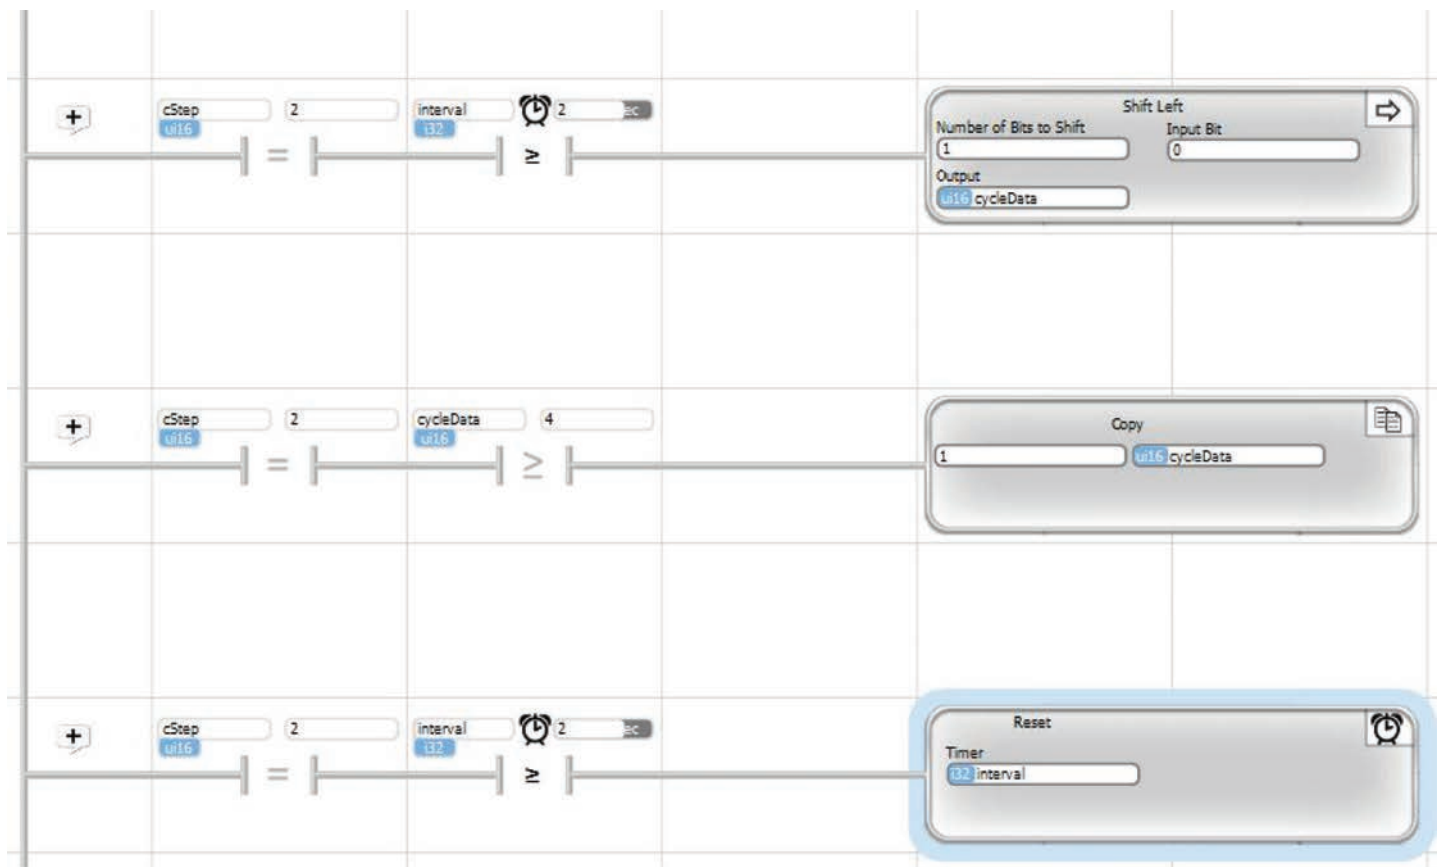 Shift Left
cStep 2 interval 2 ec
ui16 i32
Number of Bits to Shift Input Bit
= ≥
1 0
Output
ui16 cycleData
cStep 2 cycleData 4
ui16 ui16
Copy
= ≥
1 ui16 cycleData
Reset
cStep 2 interval 2 ec
ui16 i32
Timer
= ≥
i32 interval